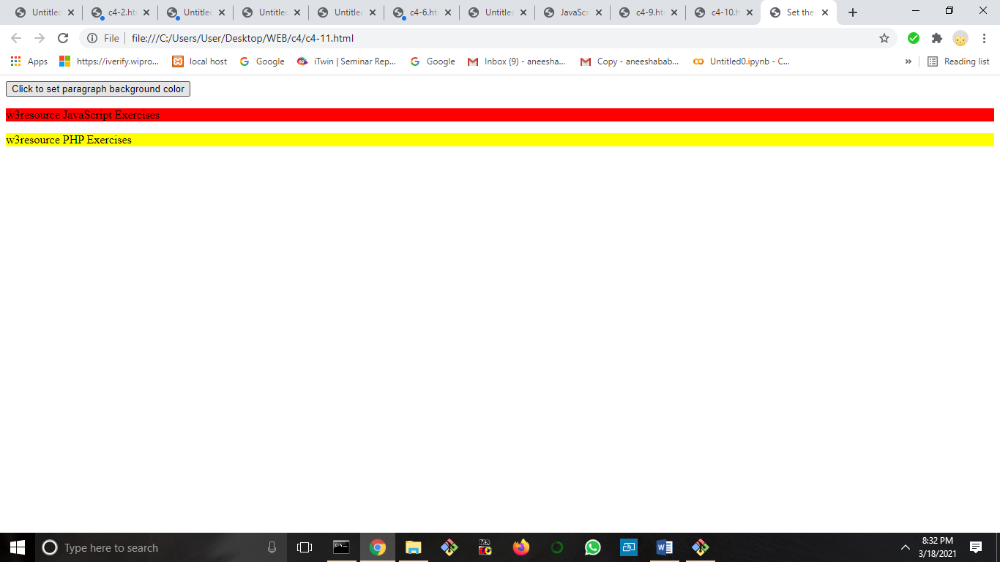 Untitled c4-2.ht Untitled Untitled Untitled c4-6.ht Untitled JavaScr c4-9.ht c4-10.h Set the
File file:///C:/Users/User/Desktop/WEB/c4/c4-11.html
Apps https://iverify.wipro... local host Google iTwin | Seminar Rep... Google Inbox (9) - aneesha... Copy - aneeshabab... Untitled0.ipynb - C... » Reading list
Click to set paragraph background color
w3resource JavaScript Exercises
w3resource PHP Exercises
Type here to search
8:32 PM
3/18/2021